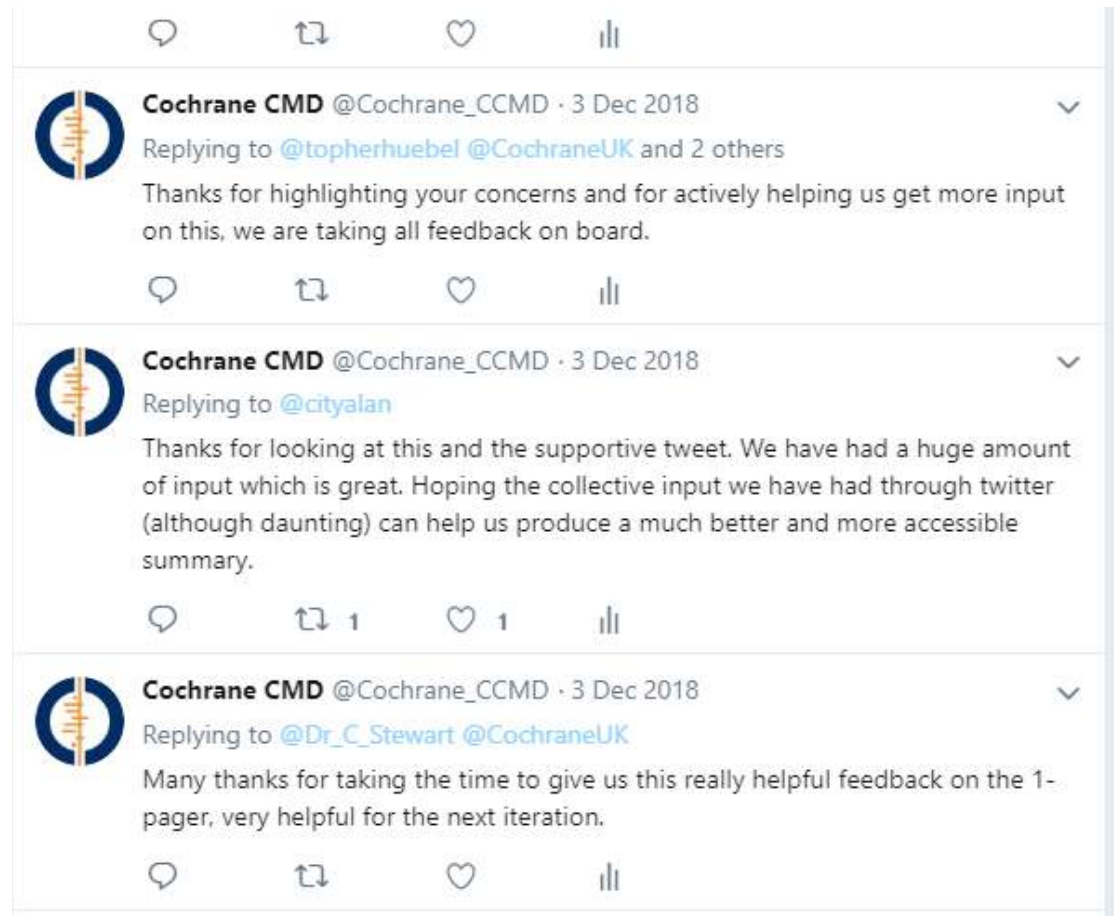 Cochrane CMD @Cochrane_CCMD · 3 Dec 2018
Replying to @topherhuebel @CochraneUK and 2 others
Thanks for highlighting your concerns and for actively helping us get more input
on this, we are taking all feedback on board.
Cochrane CMD @Cochrane_CCMD · 3 Dec 2018
Replying to @cityalan
Thanks for looking at this and the supportive tweet. We have had a huge amount
of input which is great. Hoping the collective input we have had through twitter
(although daunting) can help us produce a much better and more accessible
summary.
1 1
Cochrane CMD @Cochrane_CCMD · 3 Dec 2018
Replying to @Dr_C_Stewart @CochraneUK
Many thanks for taking the time to give us this really helpful feedback on the 1-
pager, very helpful for the next iteration.